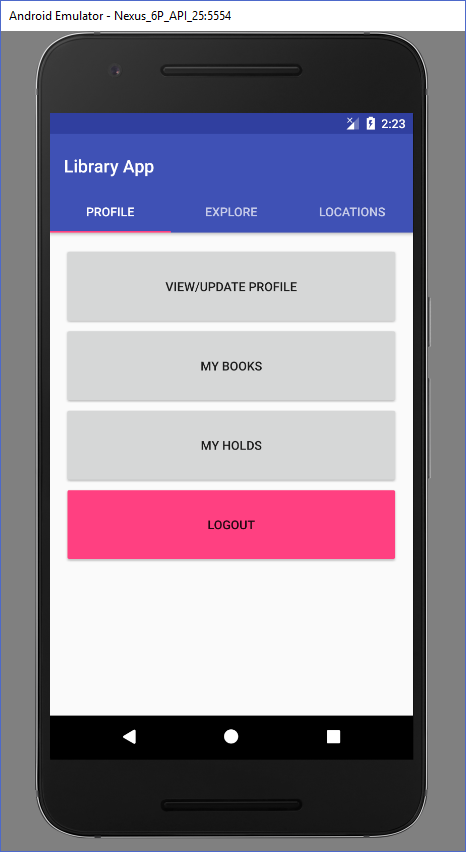 Android Emulator - Nexus_6P_API_25:5554
2:23
Library App
PROFILE EXPLORE LOCATIONS
VIEW/UPDATE PROFILE
MY BOOKS
MY HOLDS
LOGOUT